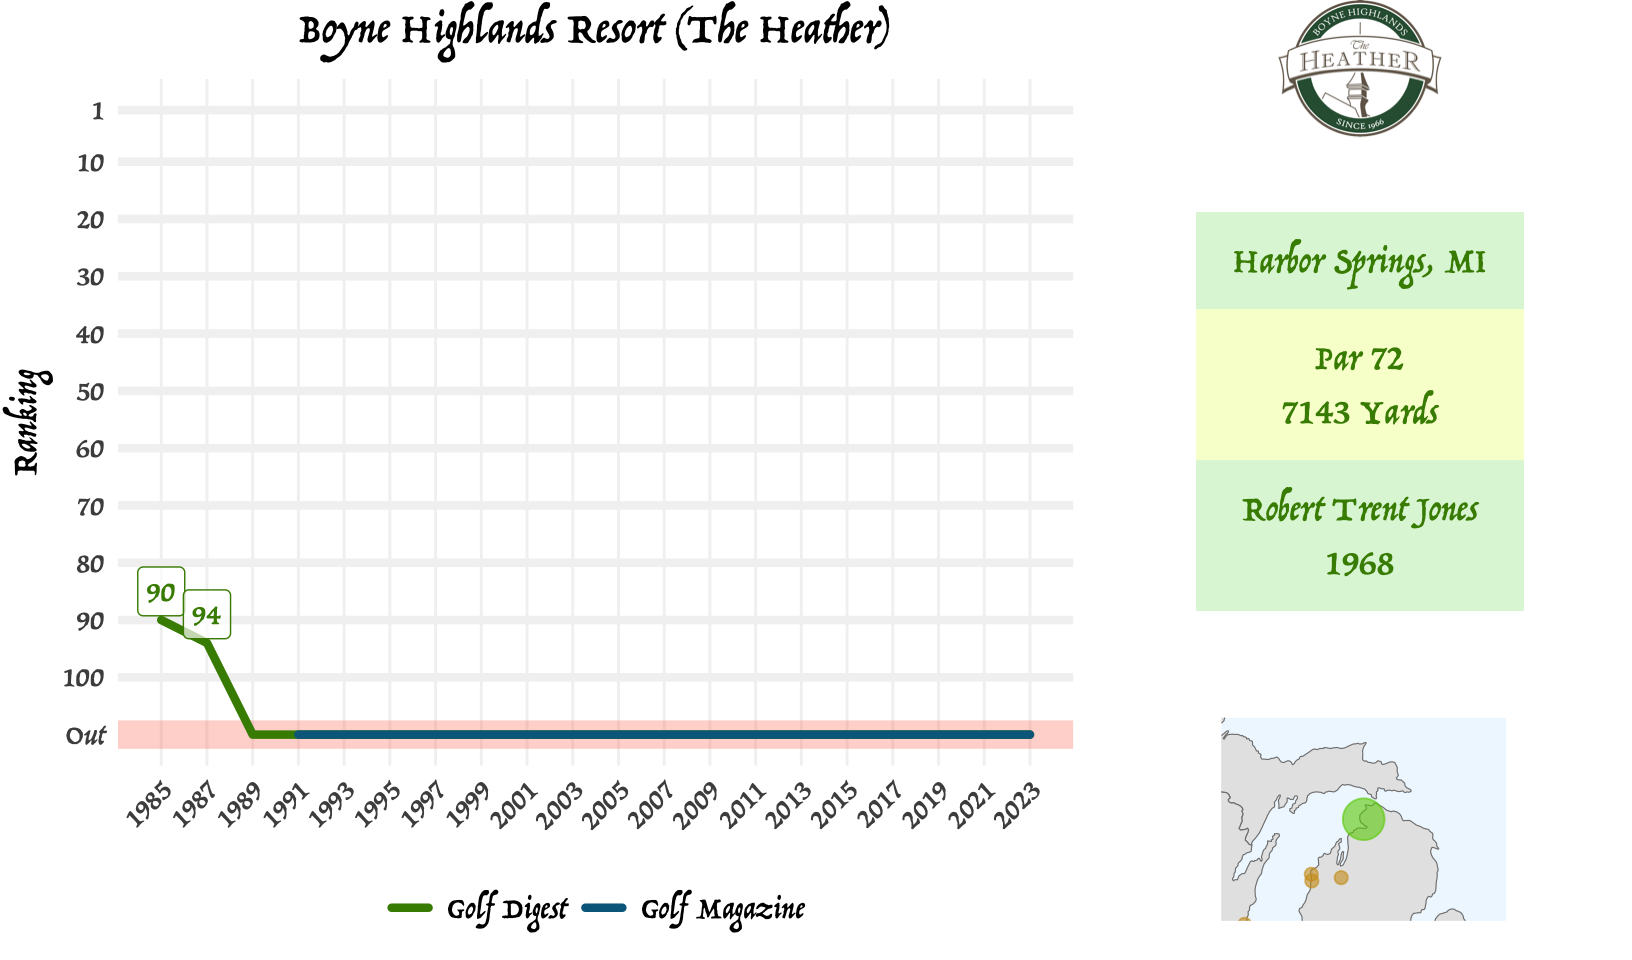 Boyne Highlands Resort (The Heather)
BOYNE HIGHLANDS
The
HEATHER
SINCE 1966
Ranking
1
10
20
30
40
50
60
70
80
90
100
Out
90
94
1985
1987
1989
1991
1993
1995
1997
1999
2001
2003
2005
2007
2009
2011
2013
2015
2017
2019
2021
2023
Golf Digest
Golf Magazine
Harbor Springs, MI
Par 72
7143 Yards
Robert Trent Jones
1968